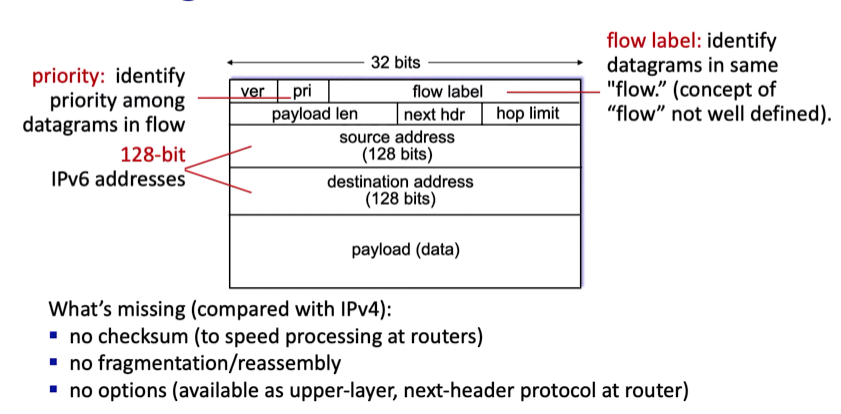 32 bits
priority: identify
priority among
datagrams in flow
128-bit
IPv6 addresses
ver
pri
flow label
payload len
next hdr
hop limit
source address
(128 bits)
destination address
(128 bits)
payload (data)
flow label: identify
datagrams in same
"flow.” (concept of
“flow” not well defined).
What’s missing (compared with IPv4):
▪ no checksum (to speed processing at routers)
▪ no fragmentation/reassembly
▪ no options (available as upper-layer, next-header protocol at router)